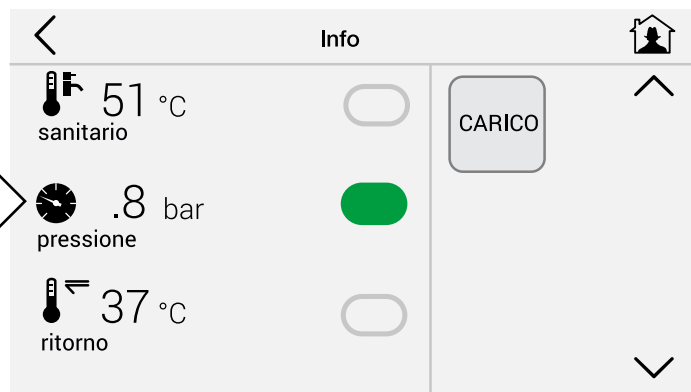 Info
51 °C
sanitario
CARICO
.8 bar
pressione
37 °C
ritorno